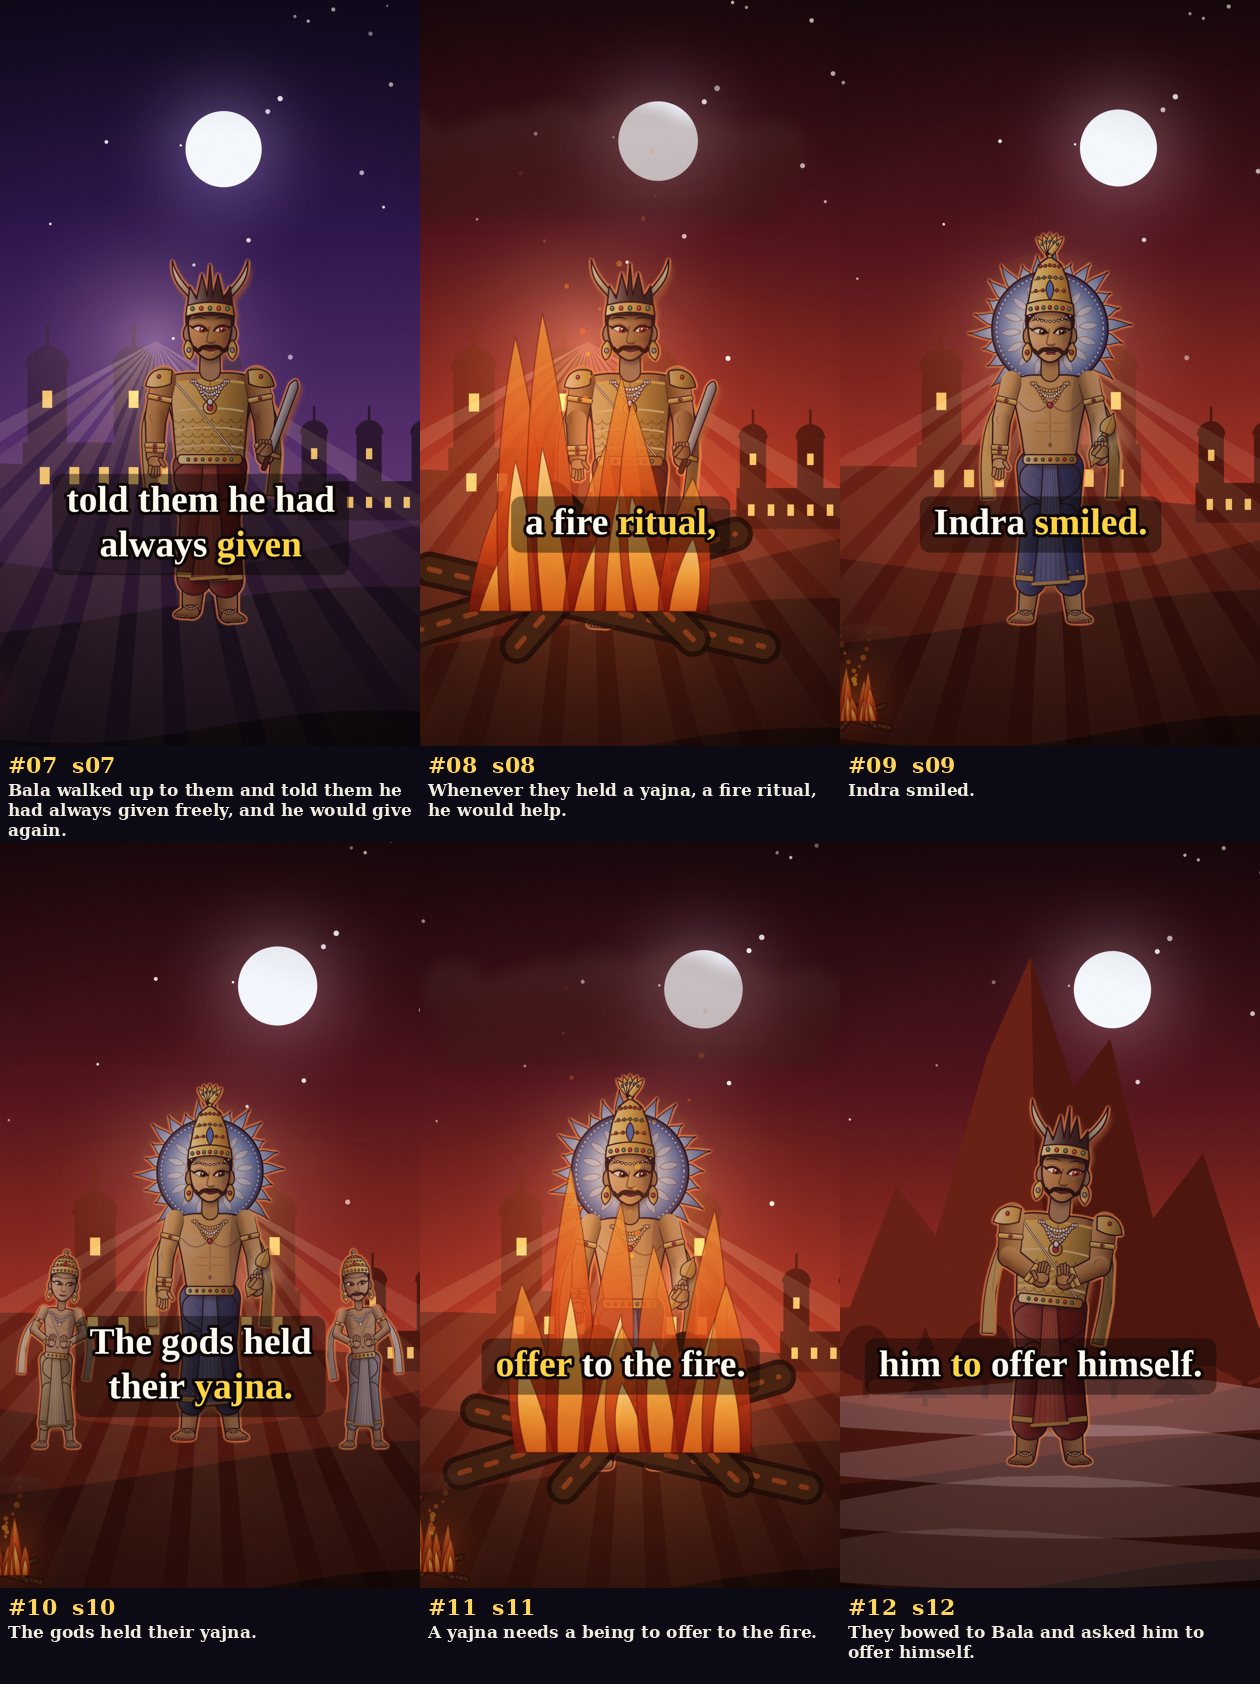 told them he had
always given
#07 s07
Bala walked up to them and told them he
had always given freely, and he would give
again.
a fire ritual,
#08 s08
Whenever they held a yajna, a fire ritual,
he would help.
Indra smiled.
#09 s09
Indra smiled.
The gods held
their yajna.
#10 s10
The gods held their yajna.
offer to the fire.
#11 s11
A yajna needs a being to offer to the fire.
him to offer himself.
#12 s12
They bowed to Bala and asked him to
offer himself.